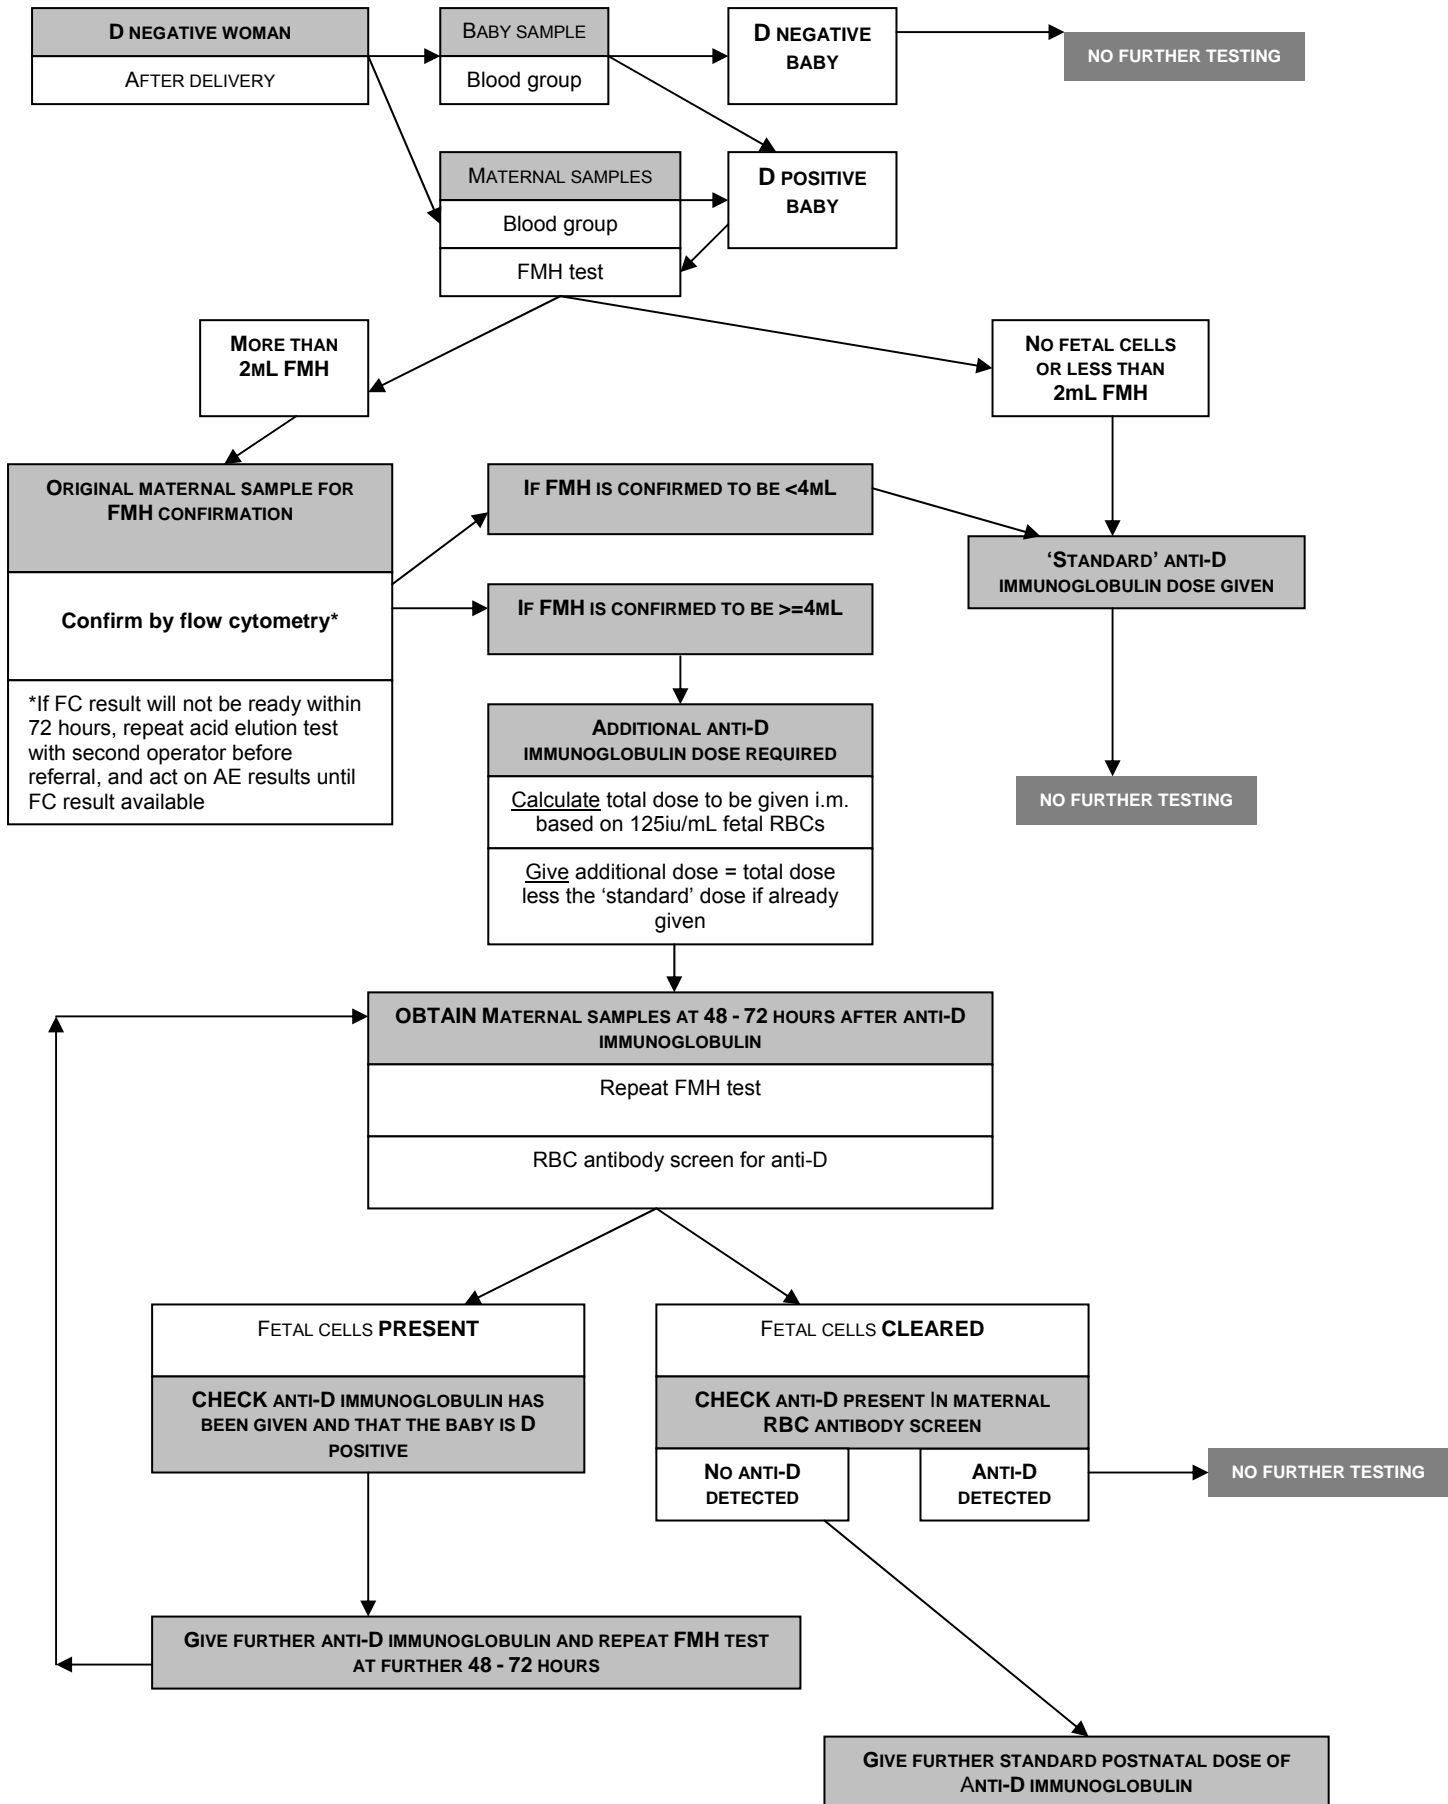 D NEGATIVE WOMAN
AFTER DELIVERY
BABY SAMPLE
Blood group
D NEGATIVE
BABY
NO FURTHER TESTING
MATERNAL SAMPLES
Blood group
FMH test
D POSITIVE
BABY
MORE THAN
2ML FMH
NO FETAL CELLS
OR LESS THAN
2mL FMH
ORIGINAL MATERNAL SAMPLE FOR
FMH CONFIRMATION
Confirm by flow cytometry*
*If FC result will not be ready within
72 hours, repeat acid elution test
with second operator before
referral, and act on AE results until
FC result available
IF FMH IS CONFIRMED TO BE <4ML
IF FMH IS CONFIRMED TO BE >=4ML
‘STANDARD’ ANTI-D
IMMUNOGLOBULIN DOSE GIVEN
NO FURTHER TESTING
ADDITIONAL ANTI-D
IMMUNOGLOBULIN DOSE REQUIRED
Calculate total dose to be given i.m.
based on 125iu/mL fetal RBCs
Give additional dose = total dose
less the ‘standard’ dose if already
given
OBTAIN MATERNAL SAMPLES AT 48 - 72 HOURS AFTER ANTI-D
IMMUNOGLOBULIN
Repeat FMH test
RBC antibody screen for anti-D
FETAL CELLS PRESENT
CHECK ANTI-D IMMUNOGLOBULIN HAS
BEEN GIVEN AND THAT THE BABY IS D
POSITIVE
FETAL CELLS CLEARED
CHECK ANTI-D PRESENT IN MATERNAL
RBC ANTIBODY SCREEN
NO ANTI-D
DETECTED
ANTI-D
DETECTED
NO FURTHER TESTING
GIVE FURTHER ANTI-D IMMUNOGLOBULIN AND REPEAT FMH TEST
AT FURTHER 48 - 72 HOURS
GIVE FURTHER STANDARD POSTNATAL DOSE OF
ANTI-D IMMUNOGLOBULIN